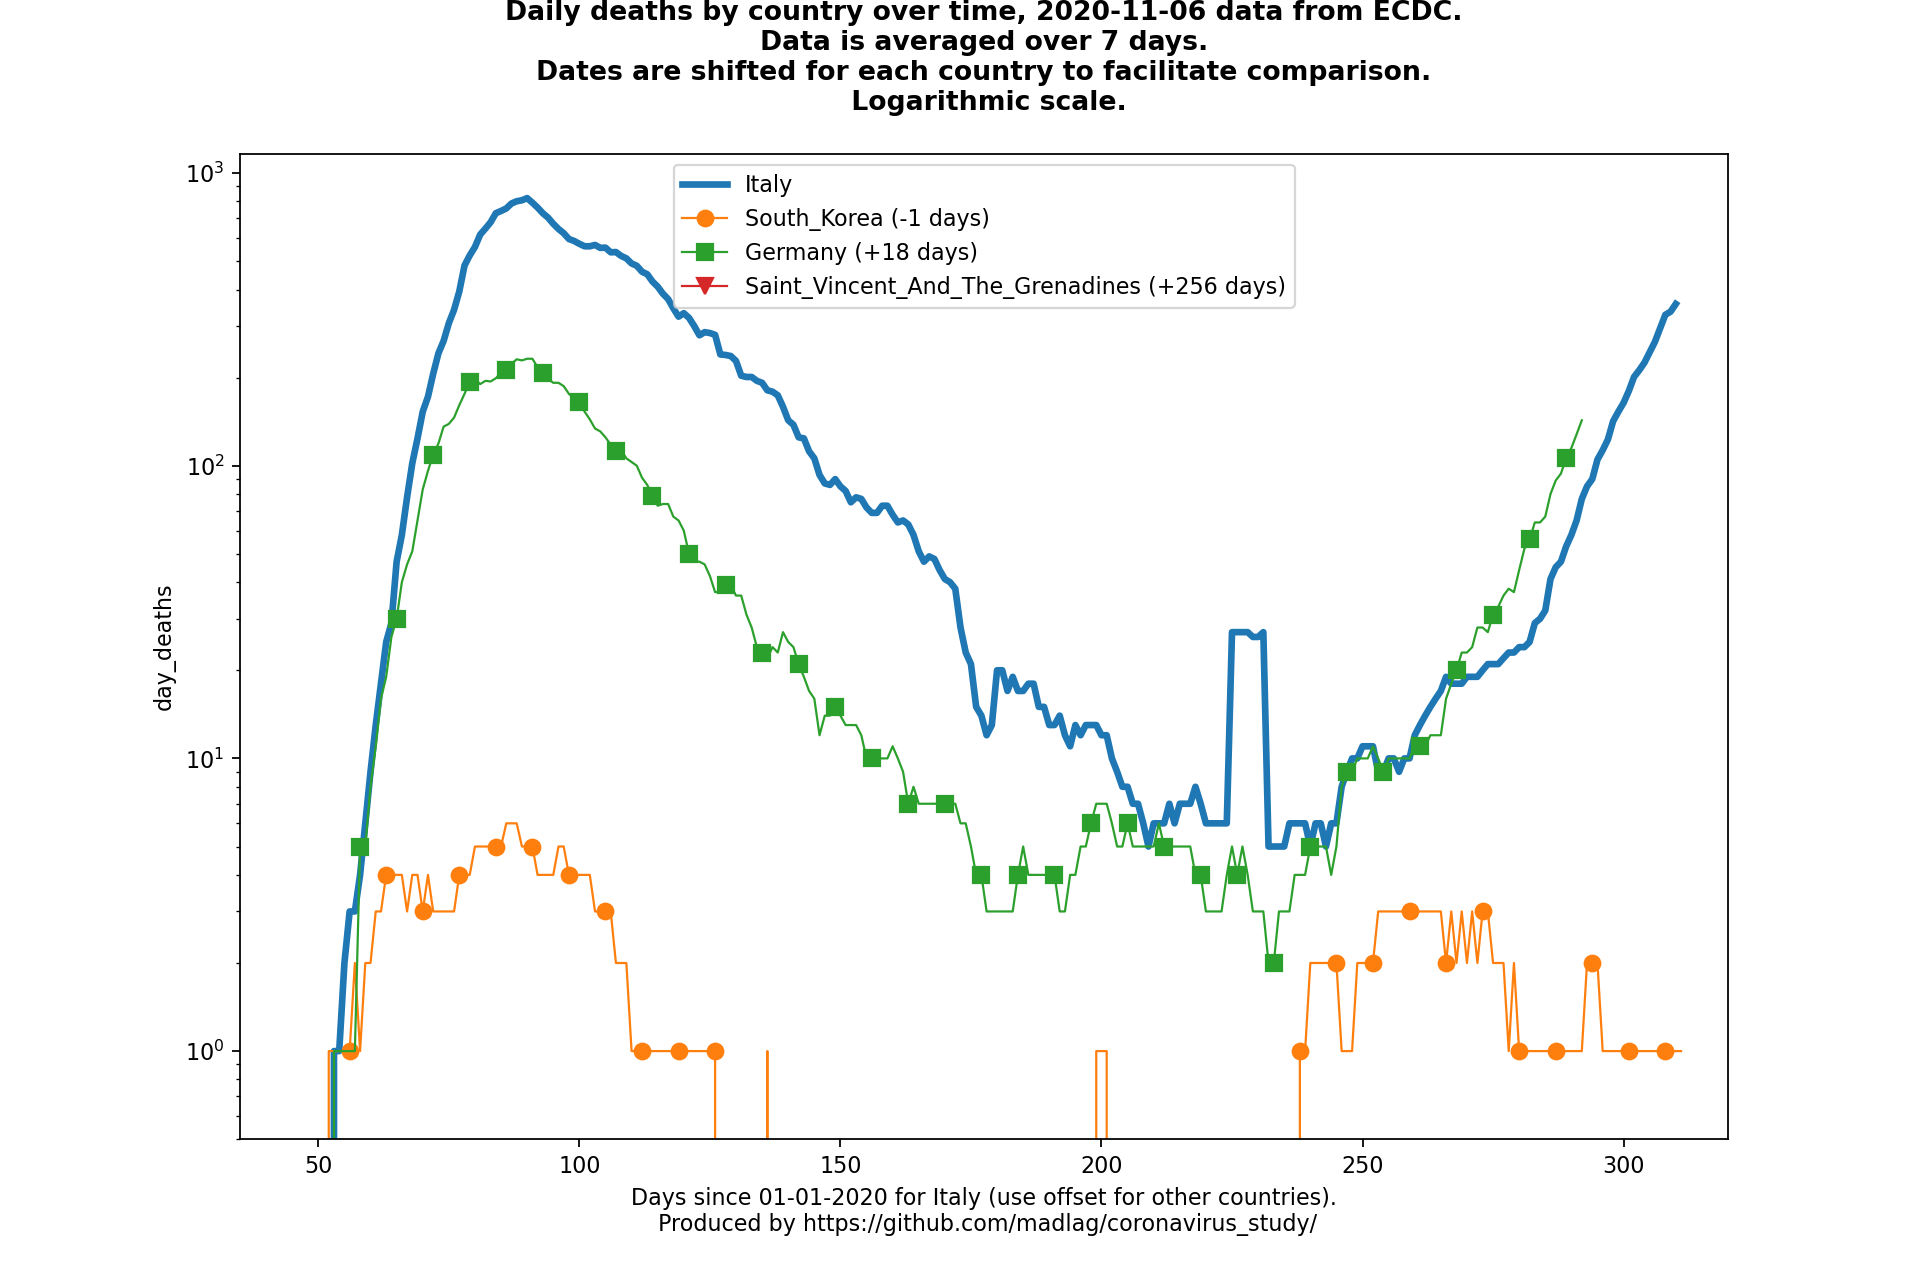 Daily deaths by country over time, 2020-11-06 data from ECDC.
Data is averaged over 7 days.
Dates are shifted for each country to facilitate comparison.
Logarithmic scale.
10³
Italy
South_Korea (-1 days)
Germany (+18 days)
Saint_Vincent_And_The_Grenadines (+256 days)
10²
day_deaths
10¹
10⁰
50 100 150 200 250 300
Days since 01-01-2020 for Italy (use offset for other countries).
Produced by https://github.com/madlag/coronavirus_study/